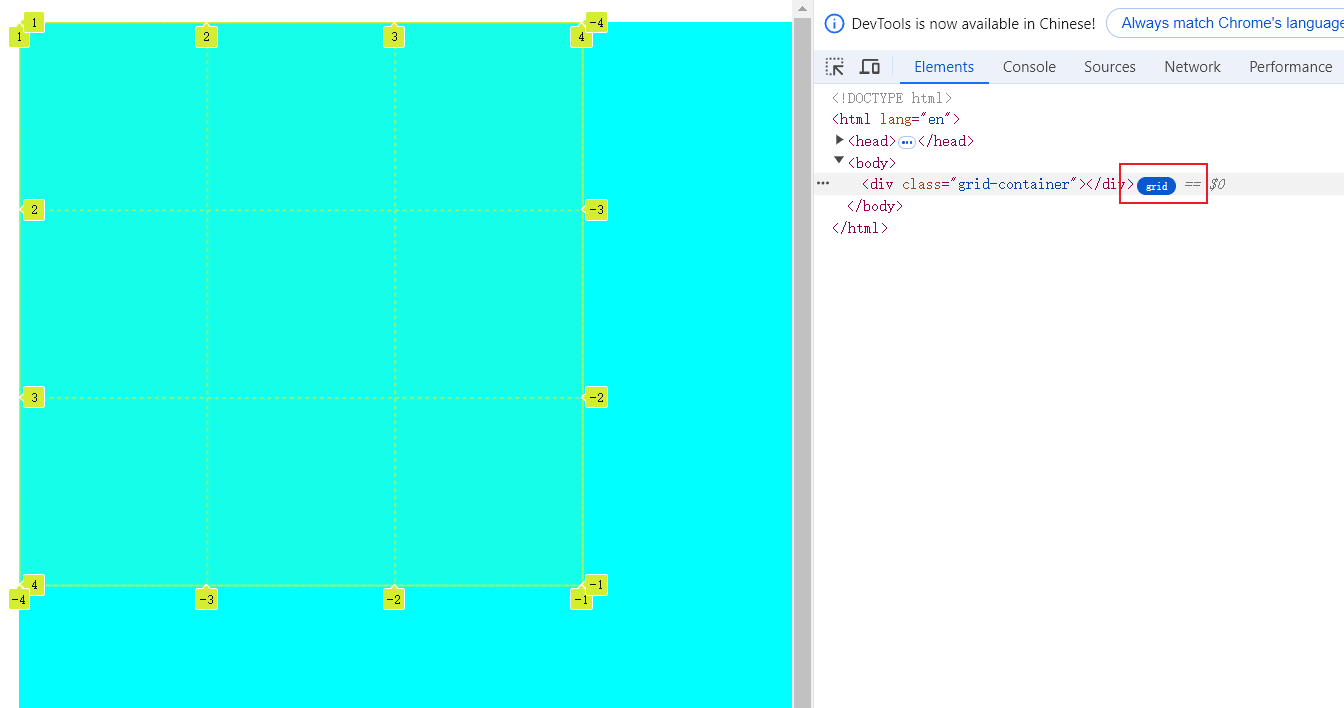 1 -4
1 2 3 4
2 -3
3 -2
4 -1
-4 -3 -2 -1
DevTools is now available in Chinese! Always match Chrome's language
Elements Console Sources Network Performance
<!DOCTYPE html>
<html lang="en">
<head>···</head>
<body>
··· <div class="grid-container"></div> grid == $0
</body>
</html>